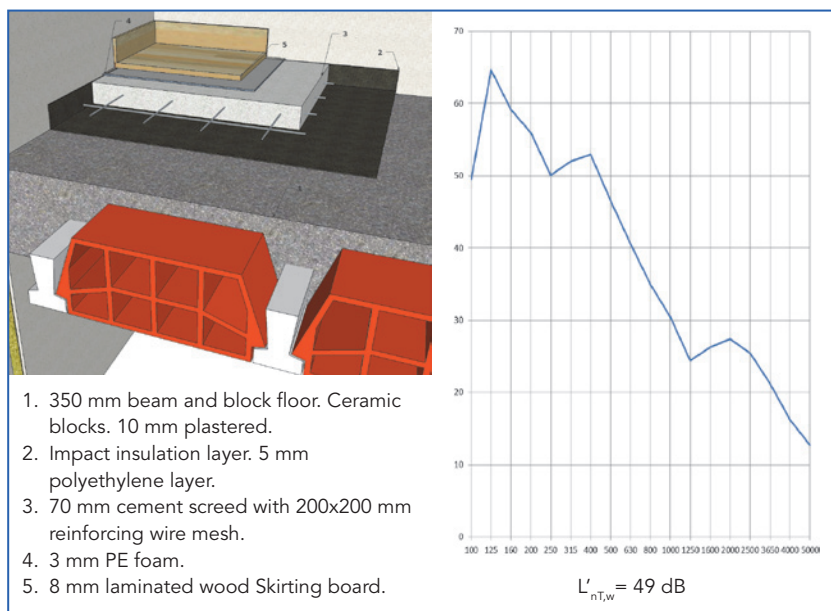 4
3
5
2
1
1. 350 mm beam and block floor. Ceramic
blocks. 10 mm plastered.
2. Impact insulation layer. 5 mm
polyethylene layer.
3. 70 mm cement screed with 200x200 mm
reinforcing wire mesh.
4. 3 mm PE foam.
5. 8 mm laminated wood Skirting board.
70
60
50
40
30
20
10
0
100 125 160 200 250 315 400 500 630 800 1000 1250 1600 2000 2500 3650 4000 5000
L'nT,w= 49 dB